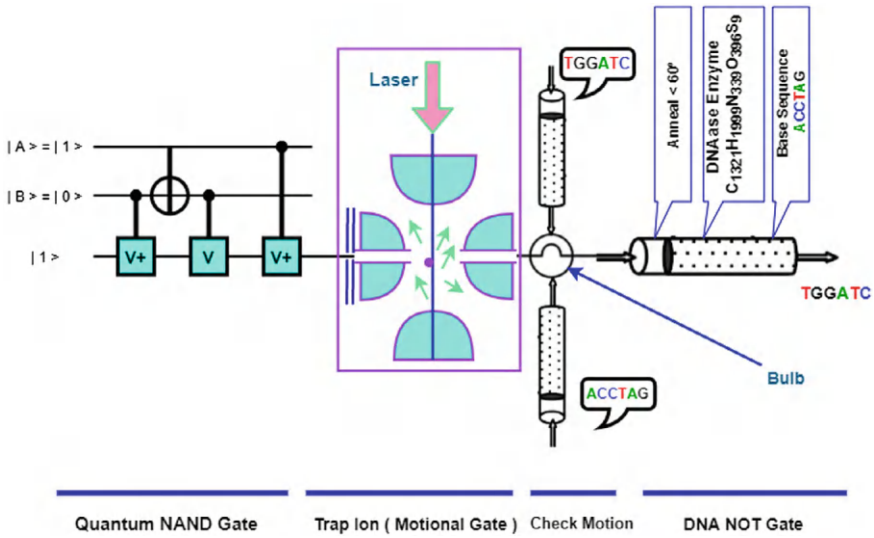 TGGATC
Laser
Anneal < 60°
DNAase Enzyme
C1321H1999N339O396S9
Base Sequence
ACCTAG
| A > = | 1 >
| B > = | 0 >
| 1 >
V+
V
V+
TGGATC
Bulb
ACCTAG
Quantum NAND Gate
Trap Ion ( Motional Gate )
Check Motion
DNA NOT Gate